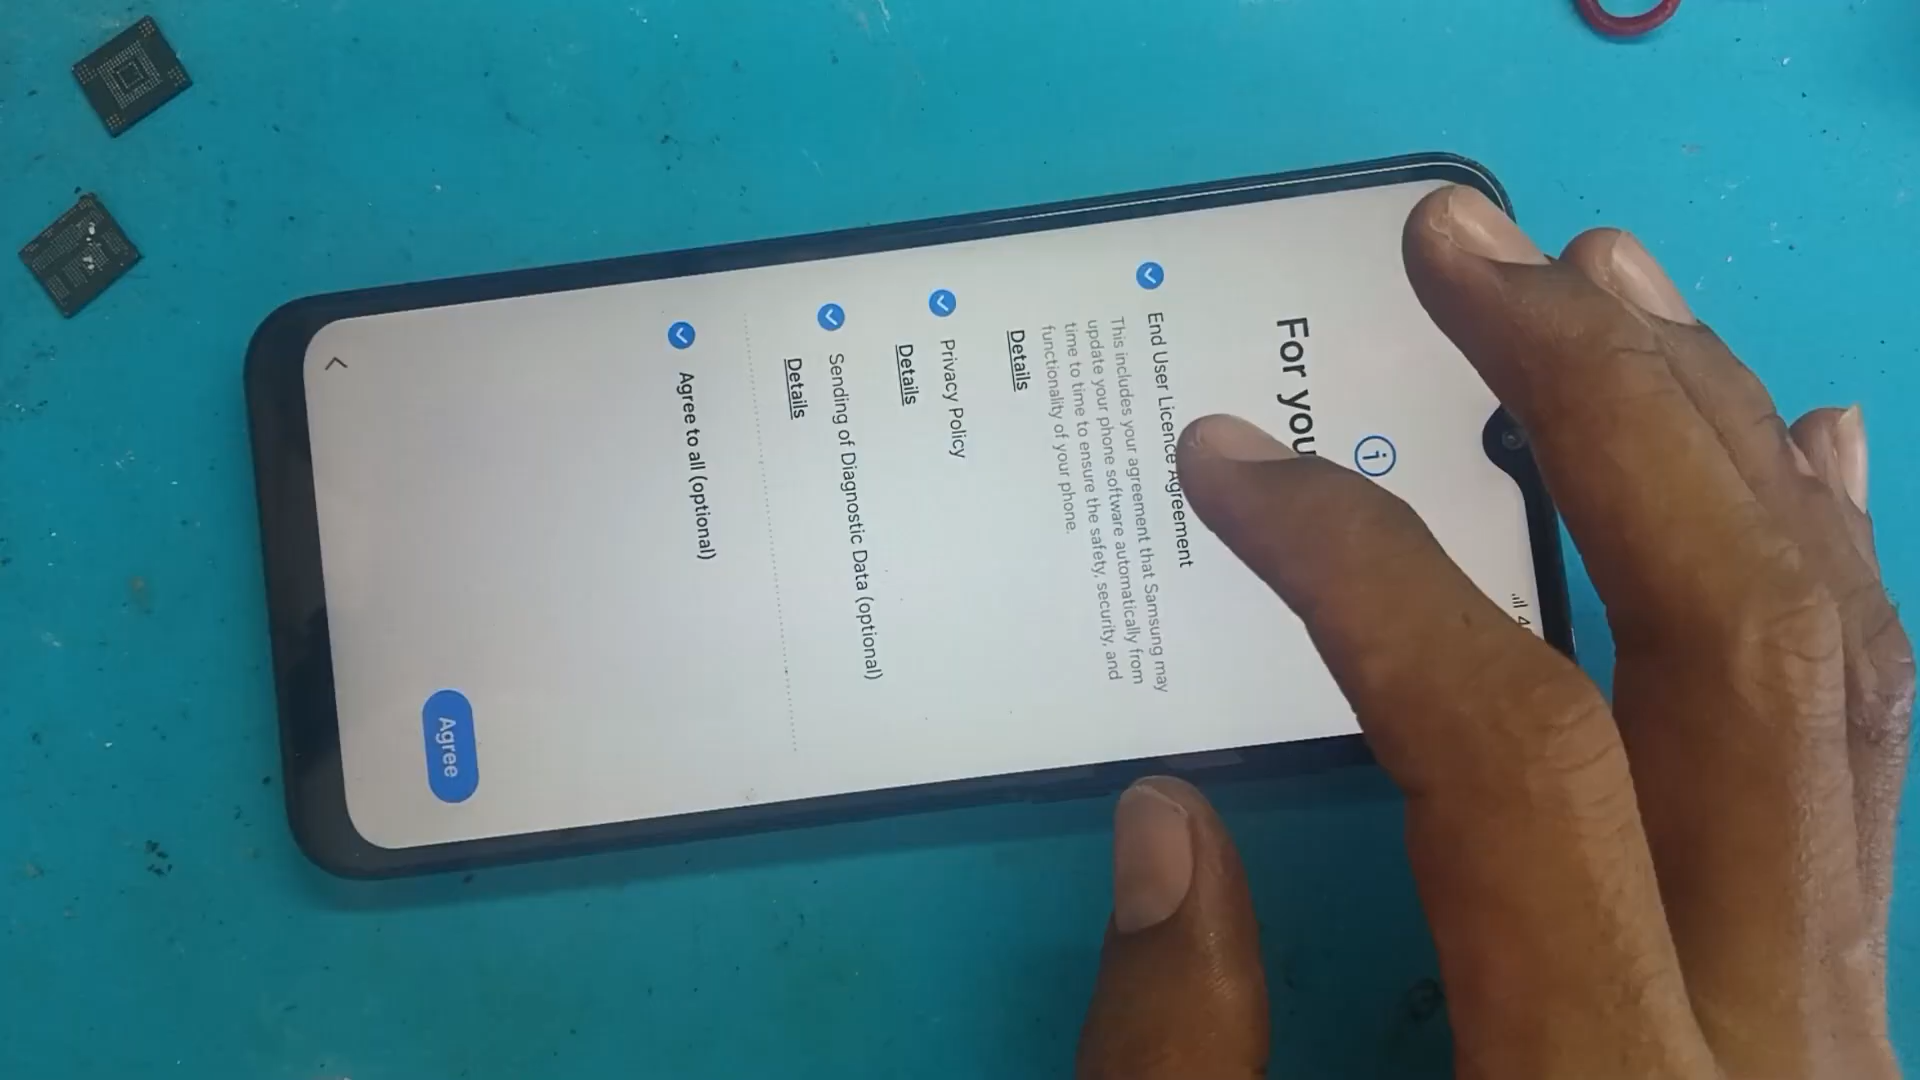 For you
End User Licence Agreement
This includes your agreement that Samsung may
update your phone software automatically from
time to time to ensure the safety, security, and
functionality of your phone.
Details
Privacy Policy
Details
Sending of Diagnostic Data (optional)
Details
Agree to all (optional)
Agree